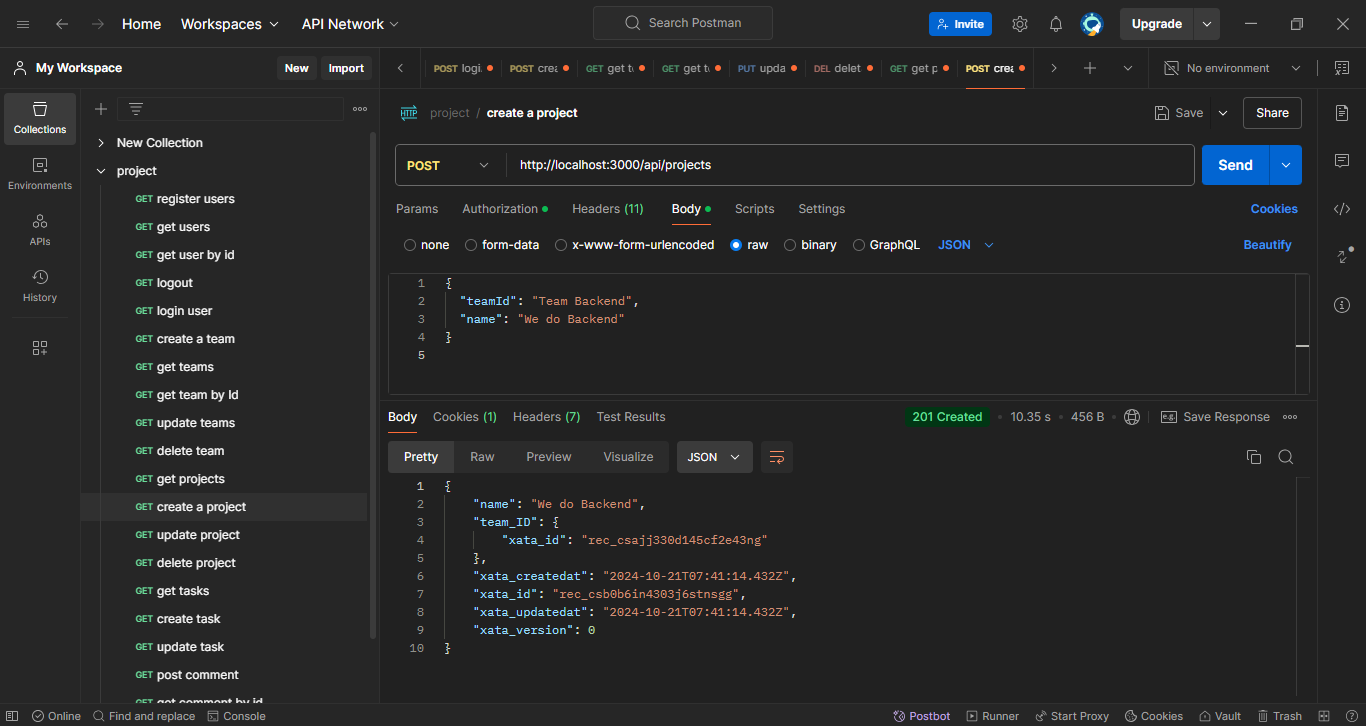 Home Workspaces API Network Search Postman Invite Upgrade
My Workspace New Import
POST logi POST crea GET get t GET get t PUT upda DEL delet GET get p POST crea No environment
Collections
Environments
APIs
History
New Collection
project
GET register users
GET get users
GET get user by id
GET logout
GET login user
GET create a team
GET get teams
GET get team by Id
GET update teams
GET delete team
GET get projects
GET create a project
GET update project
GET delete project
GET get tasks
GET create task
GET update task
GET post comment
GET get comment by id
HTTP project / create a project Save Share
POST http://localhost:3000/api/projects Send
Params Authorization Headers (11) Body Scripts Settings Cookies
none form-data x-www-form-urlencoded raw binary GraphQL JSON Beautify
1 {
2 "teamId": "Team Backend",
3 "name": "We do Backend"
4 }
5
Body Cookies (1) Headers (7) Test Results 201 Created 10.35 s 456 B e.g. Save Response
Pretty Raw Preview Visualize JSON
1 {
2 "name": "We do Backend",
3 "team_ID": {
4 "xata_id": "rec_csajj330d145cf2e43ng"
5 },
6 "xata_createdat": "2024-10-21T07:41:14.432Z",
7 "xata_id": "rec_csb0b6in4303j6stnsgg",
8 "xata_updatedat": "2024-10-21T07:41:14.432Z",
9 "xata_version": 0
10 }
Online Find and replace Console Postbot Runner Start Proxy Cookies Vault Trash